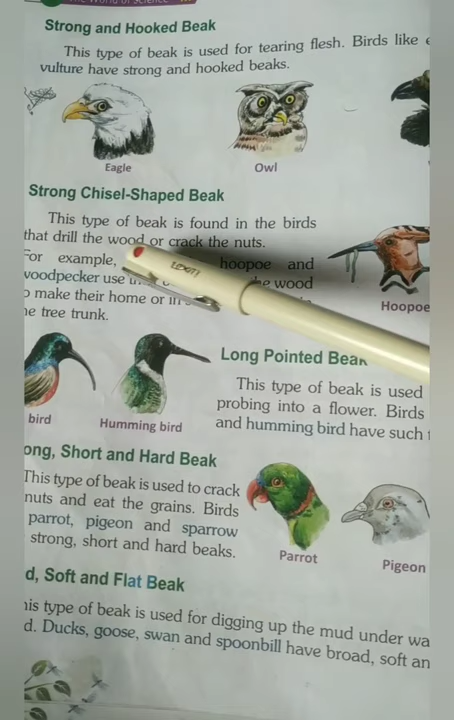 The World of Science
Strong and Hooked Beak
This type of beak is used for tearing flesh. Birds like
vulture have strong and hooked beaks.
Eagle
Owl
Strong Chisel-Shaped Beak
This type of beak is found in the birds
that drill the wood or crack the nuts.
For example, hoopoe and
woodpecker use wood
to make their home or in
he tree trunk.
Hoopoe
bird
Humming bird
Long Pointed Beak
This type of beak is used
probing into a flower. Birds
and humming bird have such
ong, Short and Hard Beak
This type of beak is used to crack
nuts and eat the grains. Birds
parrot, pigeon and sparrow
strong, short and hard beaks.
Parrot
Pigeon
d, Soft and Flat Beak
his type of beak is used for digging up the mud under wa
d. Ducks, goose, swan and spoonbill have broad, soft an